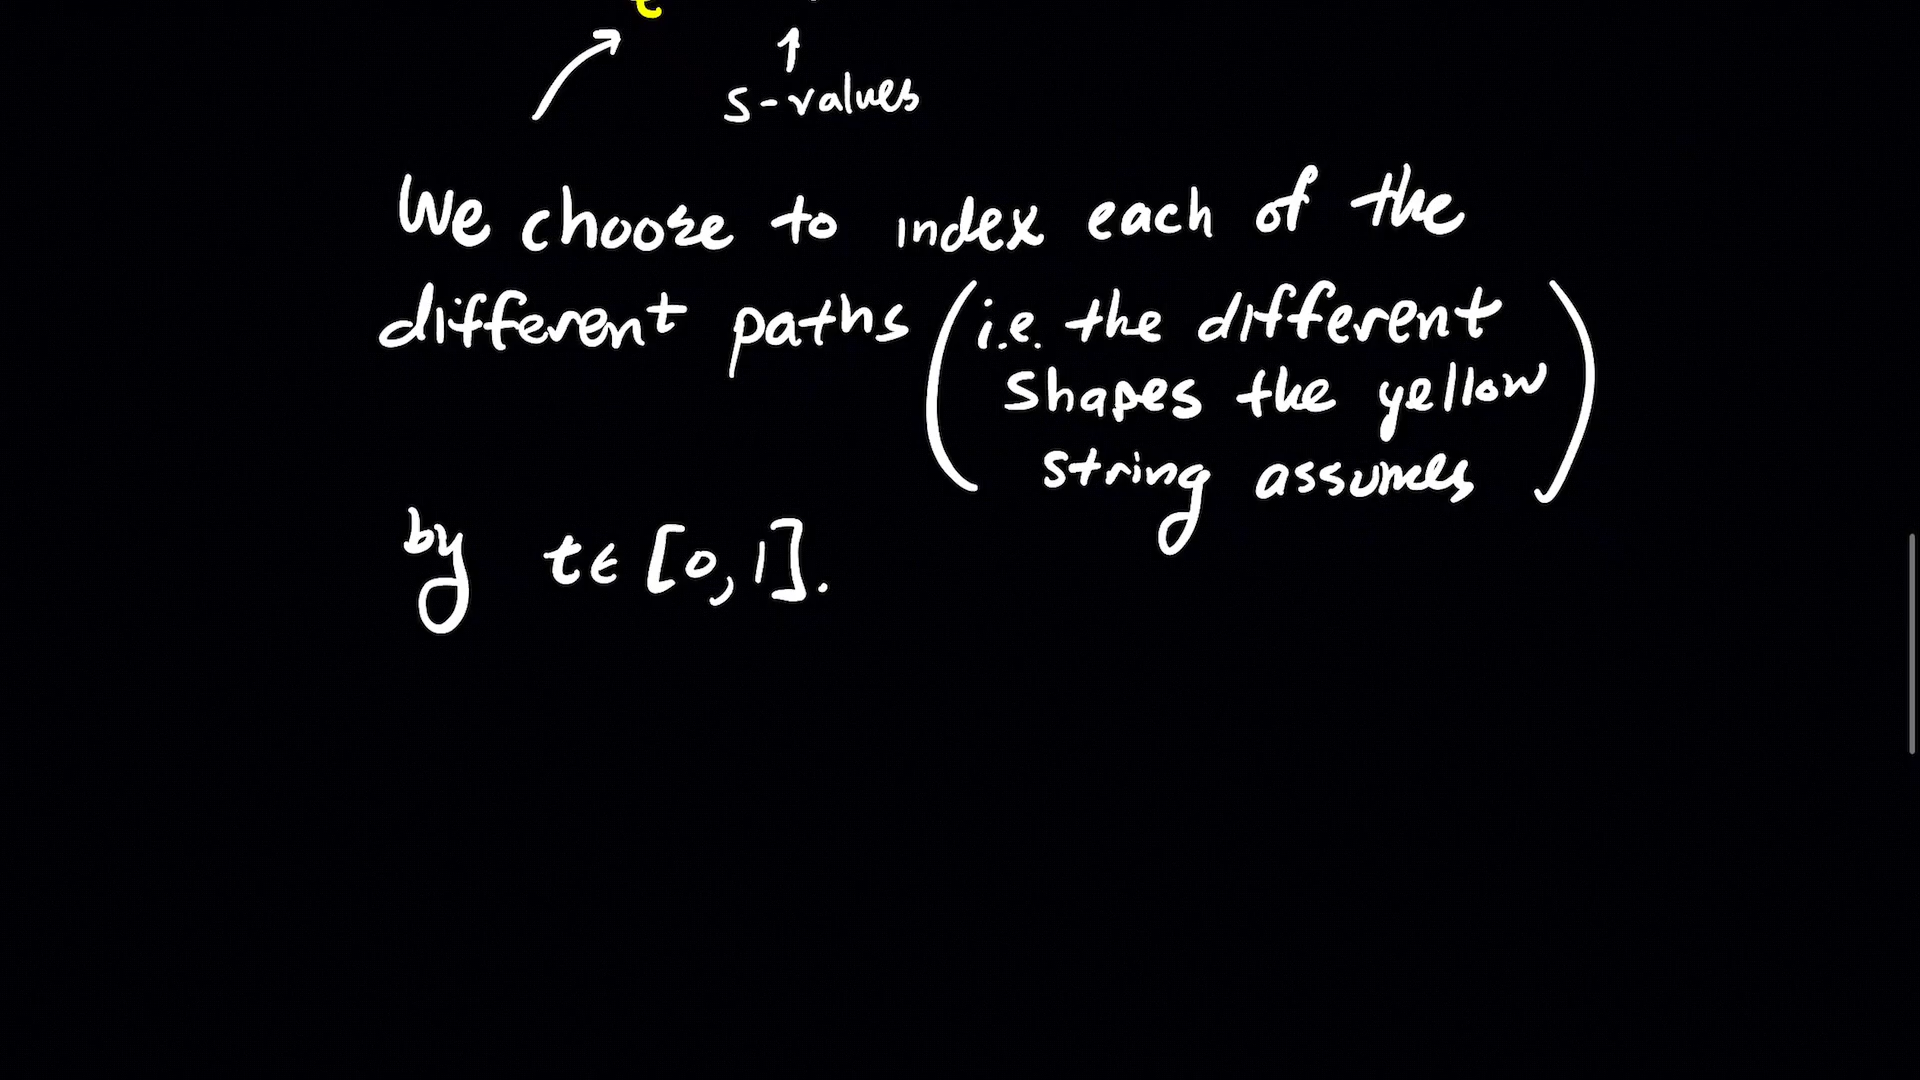 t
s-values
We choose to index each of the
different paths (i.e. the different
shapes the yellow
string assumes)
by t∈[0,1].